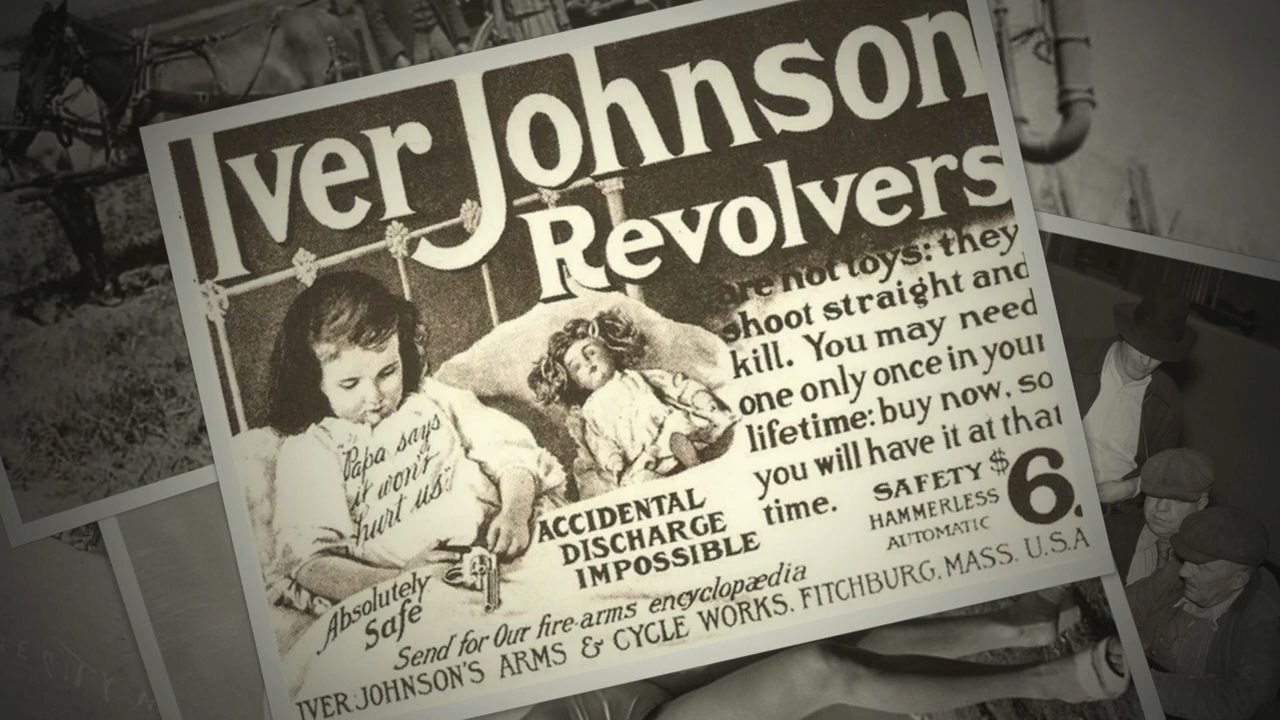 Iver Johnson
Revolvers
are not toys: they
shoot straight and
kill. You may need
one only once in your
lifetime: buy now, so
you will have it at that
time.
SAFETY
HAMMERLESS
AUTOMATIC
$6.
"Papa says
it won't
hurt us."
ACCIDENTAL
DISCHARGE
IMPOSSIBLE
Absolutely
Safe
Send for Our fire-arms encyclopædia
IVER JOHNSON'S ARMS & CYCLE WORKS. FITCHBURG. MASS. U.S.A